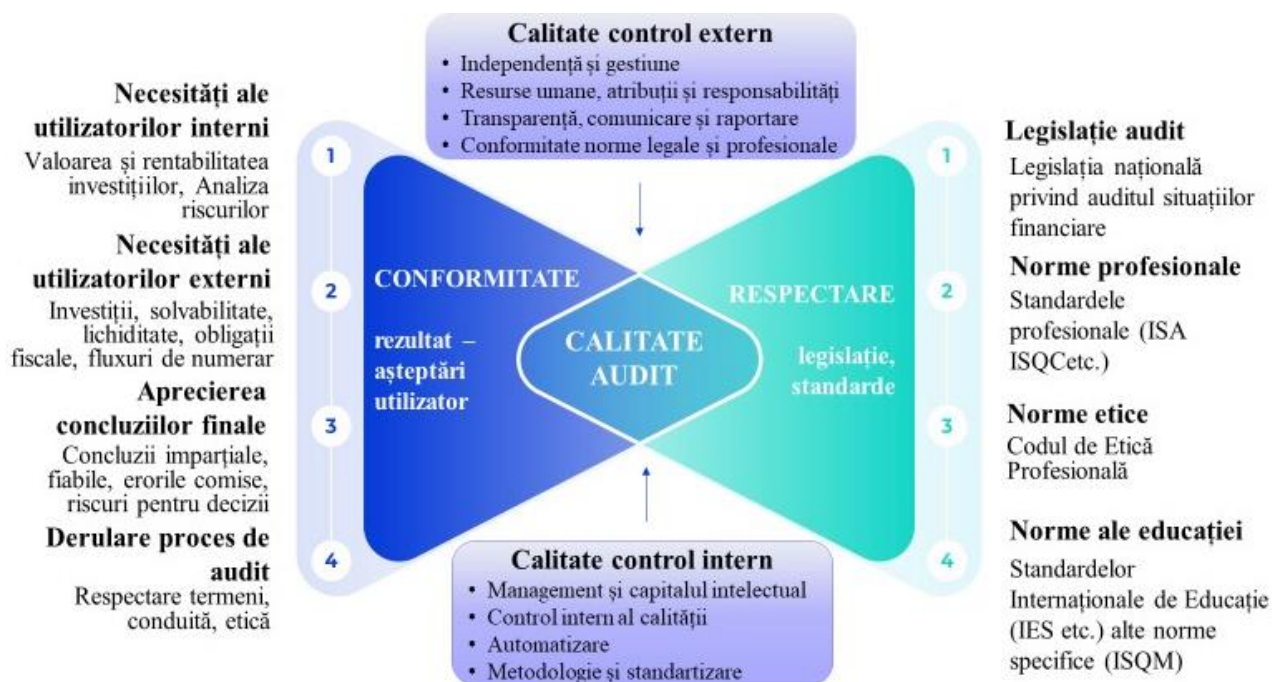 Calitate control extern
• Independență și gestiune
• Resurse umane, atribuții și responsabilități
• Transparență, comunicare și raportare
• Conformitate norme legale și profesionale
Necesități ale
utilizatorilor interni
Valoarea și rentabilitatea
investițiilor, Analiza
riscurilor
Necesități ale
utilizatorilor externi
Investiții, solvabilitate,
lichiditate, obligații
fiscale, fluxuri de numerar
Aprecierea
concluziilor finale
Concluzii imparțiale,
fiabile, erorile comise,
riscuri pentru decizii
Derulare proces de
audit
Respectare termeni,
conduită, etică
1
2
3
4
CONFORMITATE
rezultat –
așteptări
utilizator
CALITATE
AUDIT
RESPECTARE
legislație,
standarde
1
2
3
4
Legislație audit
Legislația națională
privind auditul situațiilor
financiare
Norme profesionale
Standardele
profesionale (ISA
ISQCetc.)
Norme etice
Codul de Etică
Profesională
Norme ale educației
Standardelor
Internaționale de Educație
(IES etc.) alte norme
specifice (ISQM)
Calitate control intern
• Management și capitalul intelectual
• Control intern al calității
• Automatizare
• Metodologie și standartizare